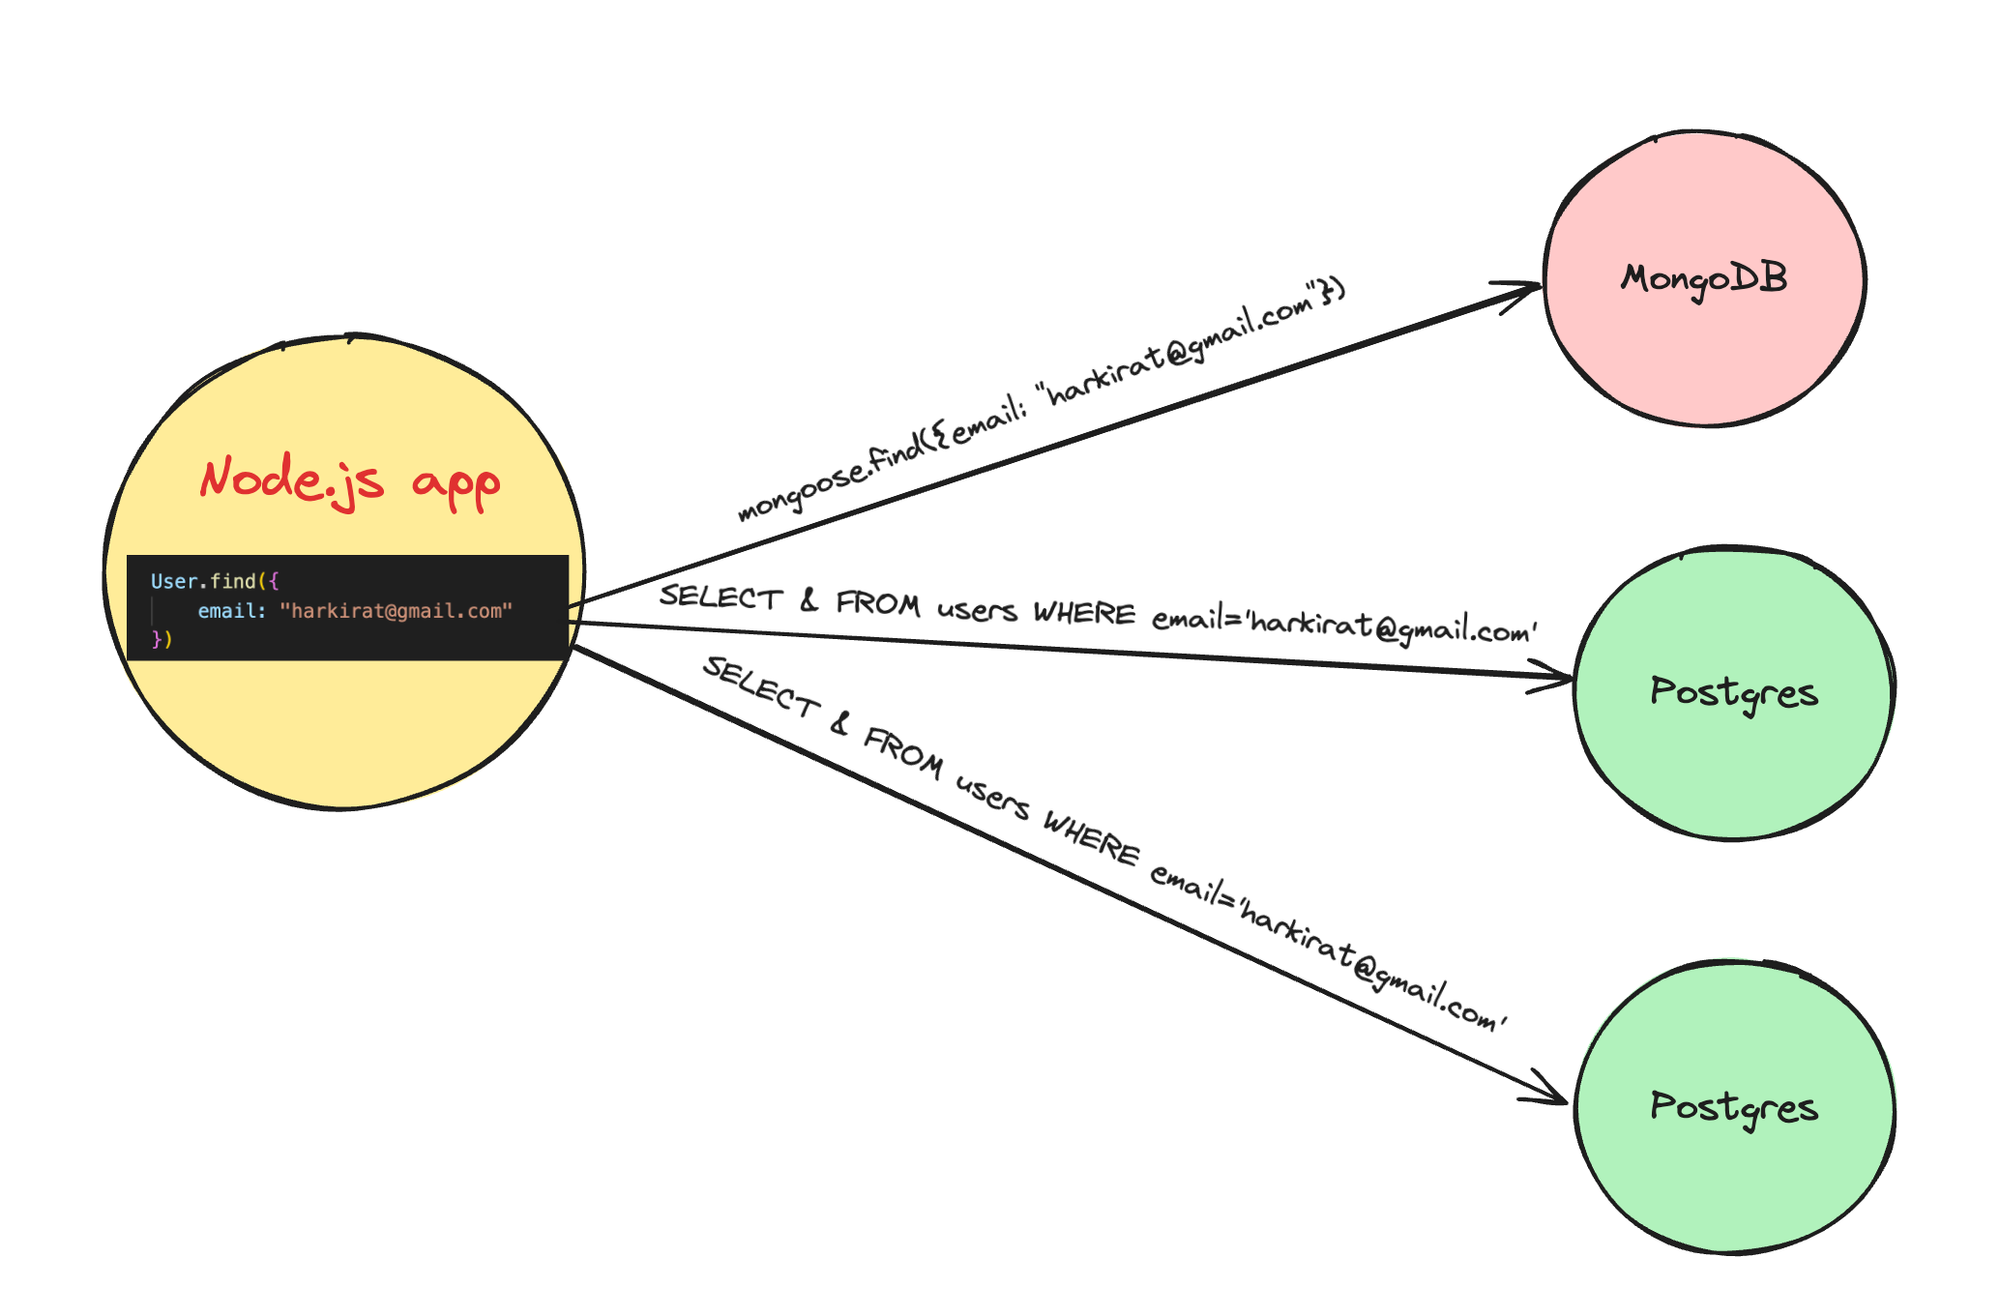 MongoDB
mongoose.find({email: "harkirat@gmail.com"})
Node.js app
User.find({
email: "harkirat@gmail.com"
})
SELECT & FROM users WHERE email='harkirat@gmail.com'
Postgres
SELECT & FROM users WHERE email='harkirat@gmail.com'
Postgres